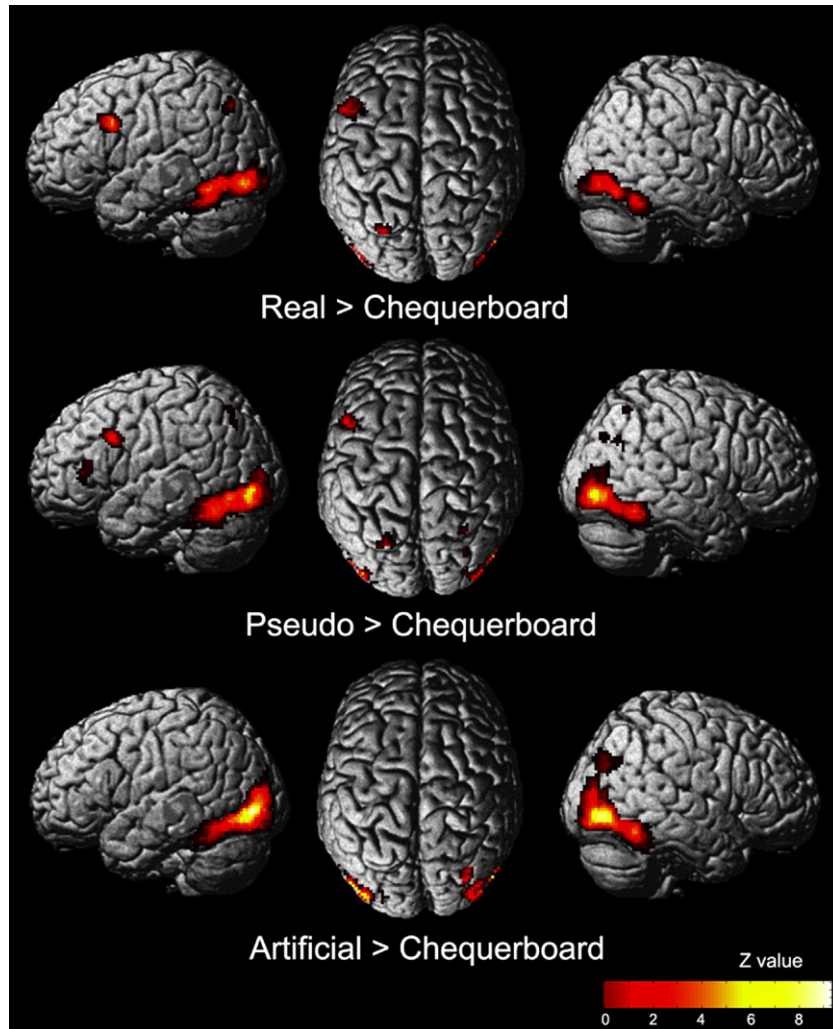 Real > Chequerboard
Pseudo > Chequerboard
Artificial > Chequerboard
Z value
0 2 4 6 8